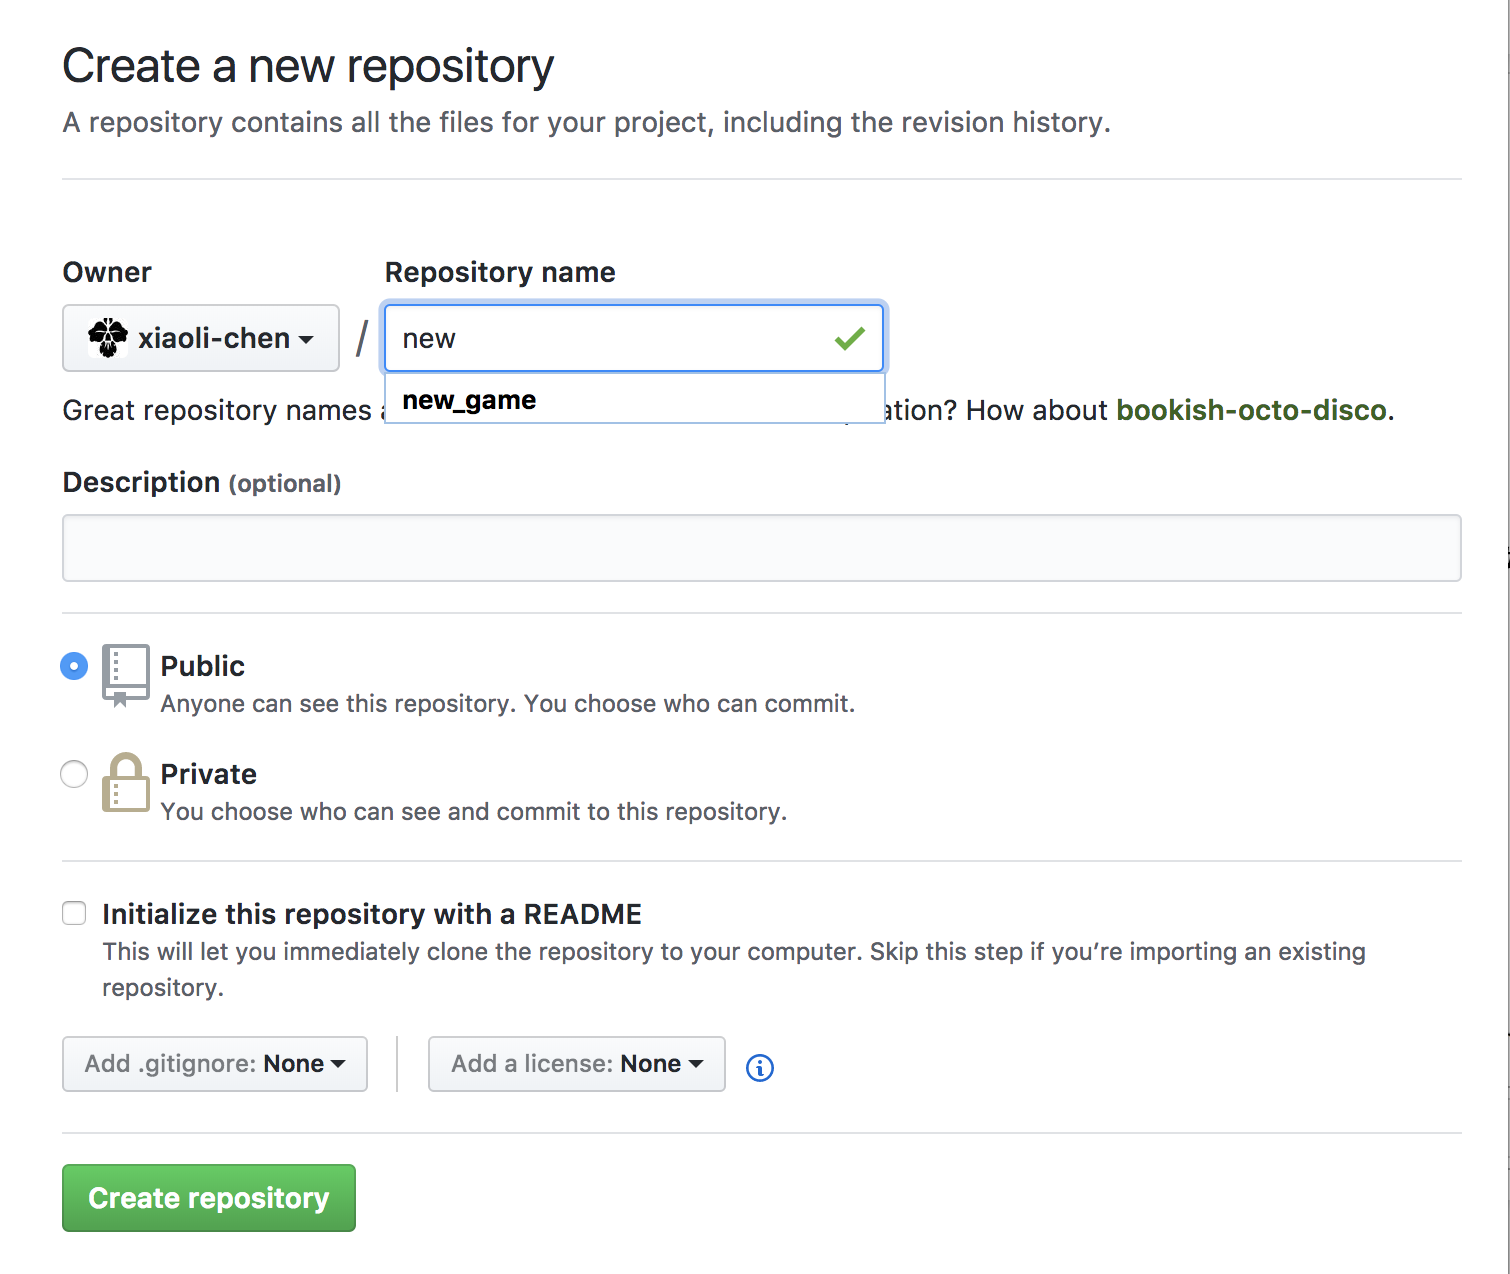 Create a new repository
A repository contains all the files for your project, including the revision history.
Owner
Repository name
xiaoli-chen / new
new_game
Great repository names How about bookish-octo-disco.
Description (optional)
Public
Anyone can see this repository. You choose who can commit.
Private
You choose who can see and commit to this repository.
Initialize this repository with a README
This will let you immediately clone the repository to your computer. Skip this step if you’re importing an existing
repository.
Add .gitignore: None
Add a license: None
Create repository